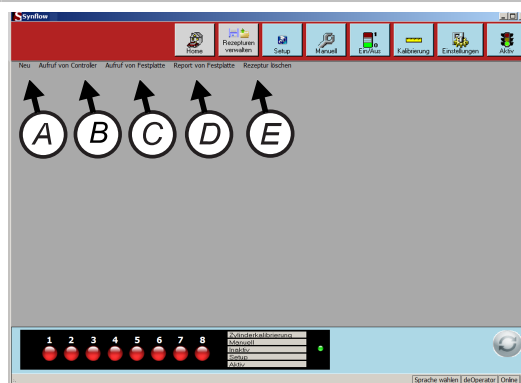 Synflow
Home
Rezepturen
verwalten
Setup
Manuell
Ein/Aus
Kalibrierung
Einstellungen
Aktiv
Neu Aufruf von Controller Aufruf von Festplatte Report von Festplatte Rezeptur löschen
A B C D E
1 2 3 4 5 6 7 8
Zylinderkalibrierung
Manuell
Inaktiv
Setup
Aktiv
Sprache wählen deOperator Online